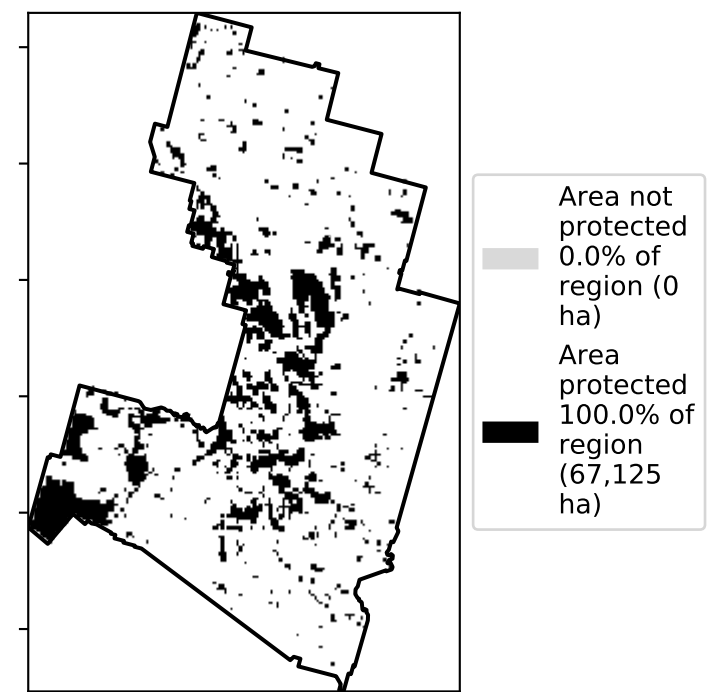 Area not
protected
0.0% of
region (0
ha)
Area
protected
100.0% of
region
(67,125
ha)